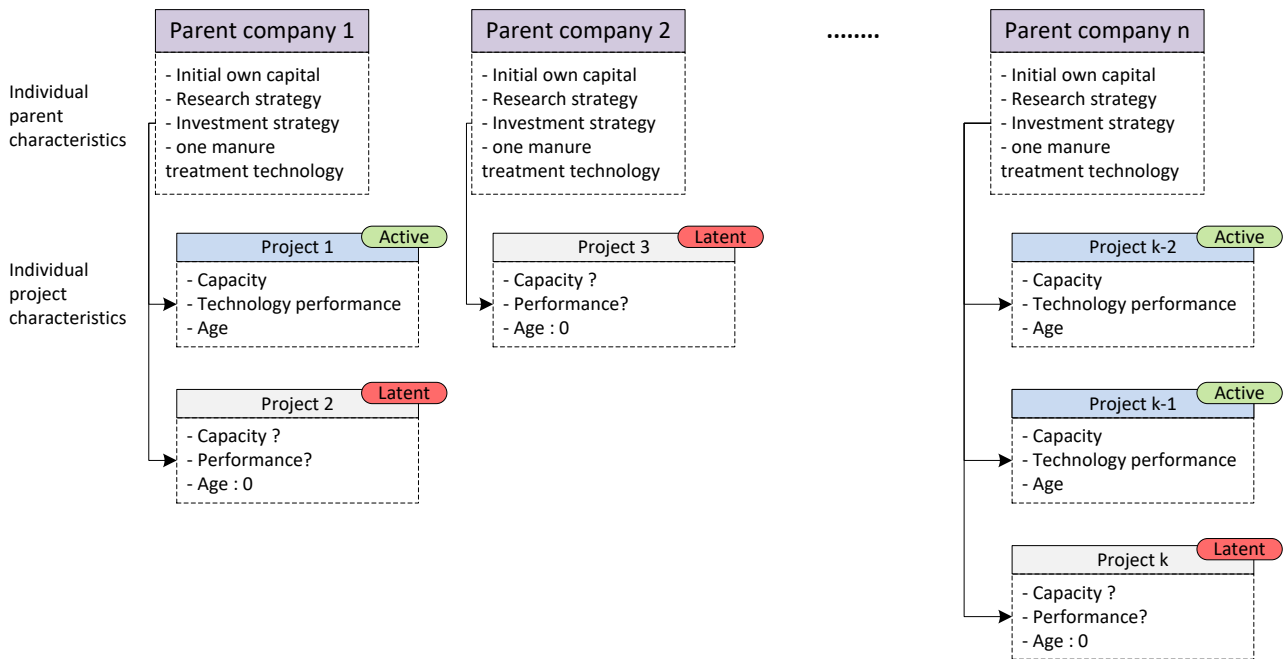 Parent company 1
Parent company 2
........
Parent company n
Individual
parent
characteristics
- Initial own capital
- Research strategy
- Investment strategy
- one manure
treatment technology
- Initial own capital
- Research strategy
- Investment strategy
- one manure
treatment technology
- Initial own capital
- Research strategy
- Investment strategy
- one manure
treatment technology
Individual
project
characteristics
Project 1
Active
- Capacity
- Technology performance
- Age
Project 2
Latent
- Capacity ?
- Performance?
- Age : 0
Project 3
Latent
- Capacity ?
- Performance?
- Age : 0
Project k-2
Active
- Capacity
- Technology performance
- Age
Project k-1
Active
- Capacity
- Technology performance
- Age
Project k
Latent
- Capacity ?
- Performance?
- Age : 0